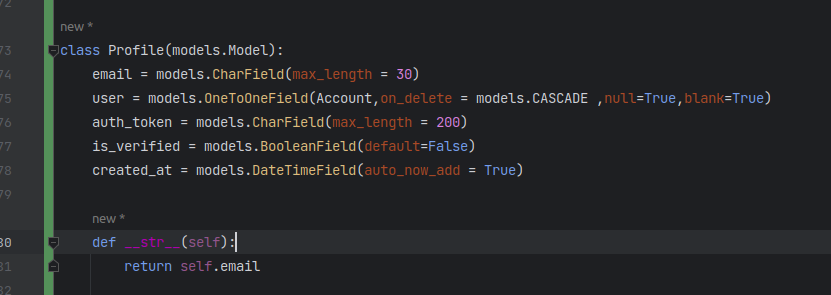 72
new *
73 class Profile(models.Model):
74 email = models.CharField(max_length = 30)
75 user = models.OneToOneField(Account,on_delete = models.CASCADE ,null=True,blank=True)
76 auth_token = models.CharField(max_length = 200)
77 is_verified = models.BooleanField(default=False)
78 created_at = models.DateTimeField(auto_now_add = True)
79
new *
80 def __str__(self):
81 return self.email
82